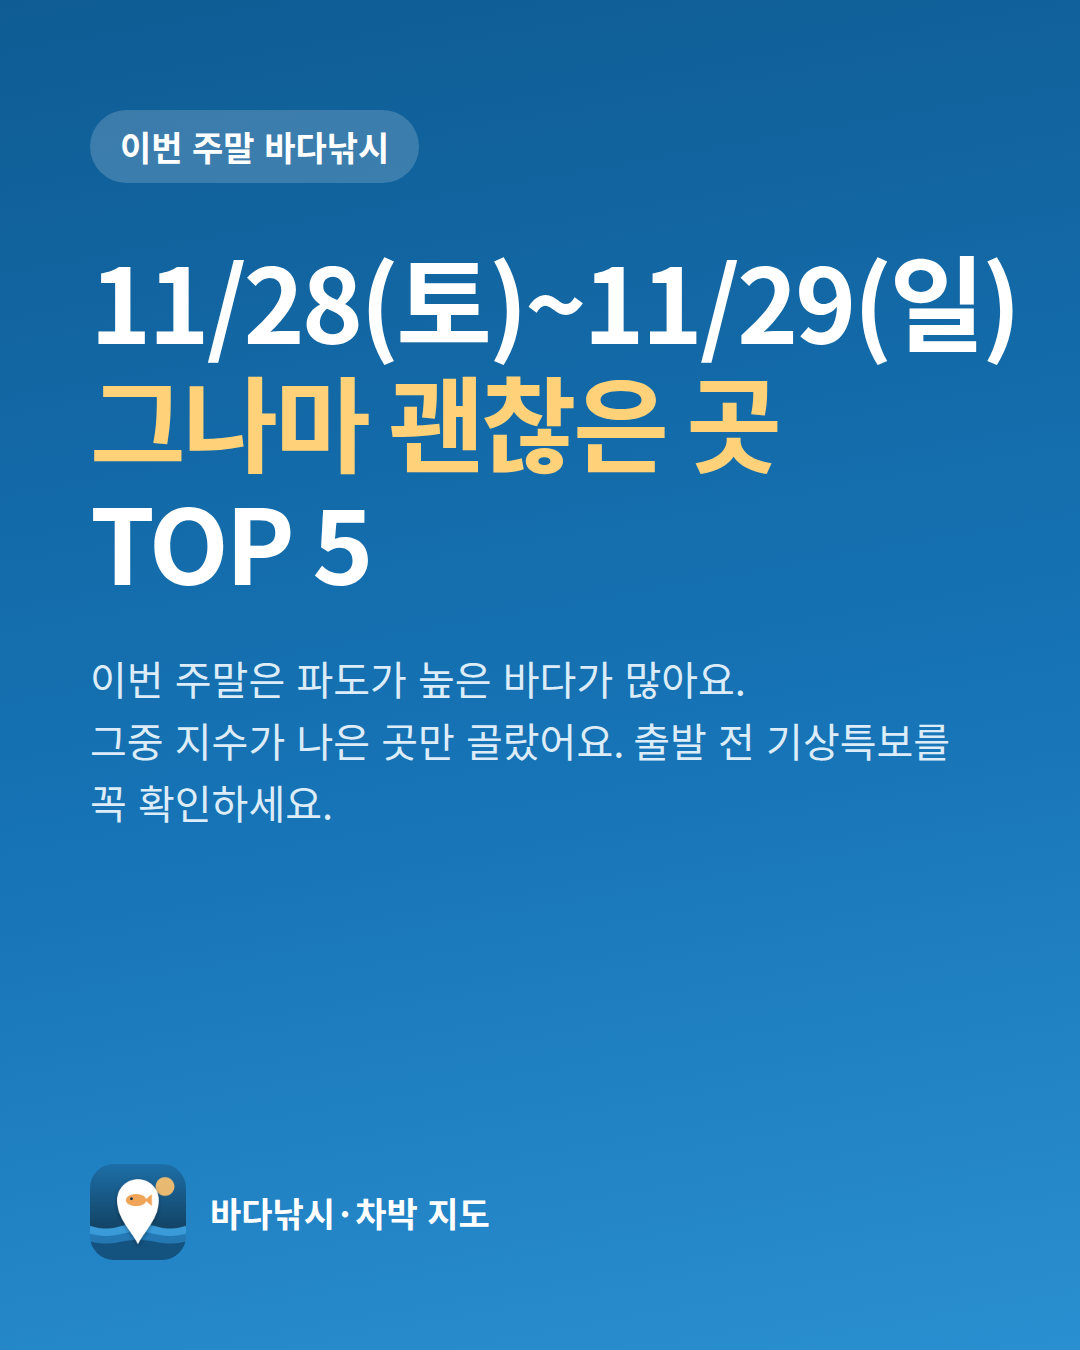 이번 주말 바다낚시
11/28(토)~11/29(일)
그나마 괜찮은 곳
TOP 5
이번 주말은 파도가 높은 바다가 많아요.
그중 지수가 나은 곳만 골랐어요. 출발 전 기상특보를
꼭 확인하세요.
바다낚시·차박 지도